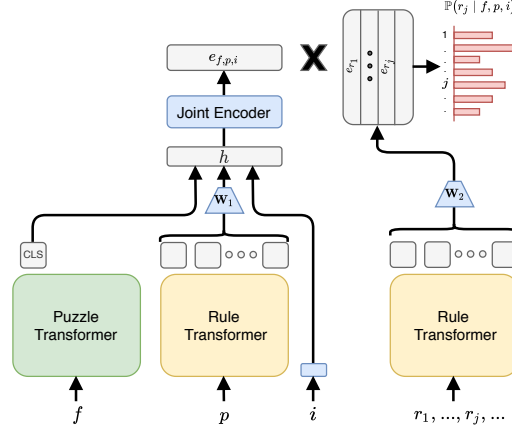 ℙ(r_j | f, p, i)
e_{f,p,i}
X
e_{r_1}
e_{r_j}
1
j
Joint Encoder
h
W_1
W_2
CLS
Puzzle
Transformer
Rule
Transformer
Rule
Transformer
f
p
i
r_1, ..., r_j, ...